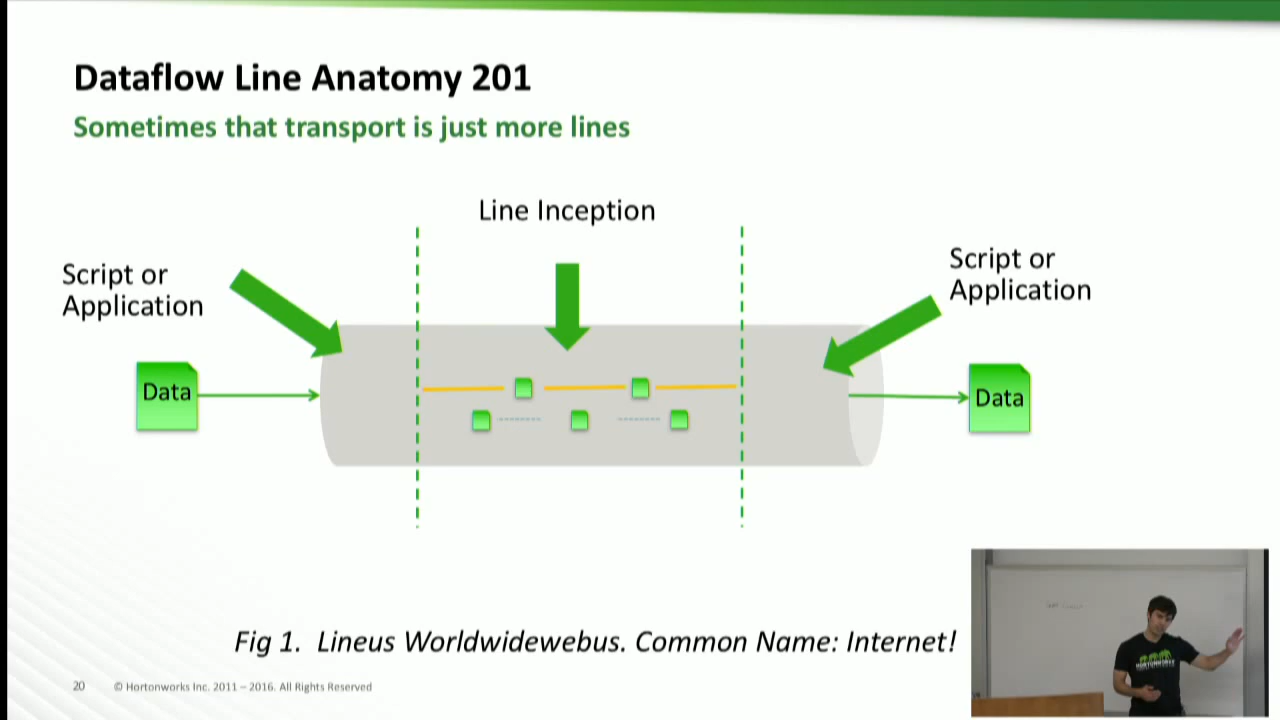 Dataflow Line Anatomy 201
Sometimes that transport is just more lines
Line Inception
Script or
Application
Script or
Application
Data
Data
Fig 1. Lineus Worldwidewebus. Common Name: Internet!
20 © Hortonworks Inc. 2011 – 2016. All Rights Reserved
HORTONWORKS